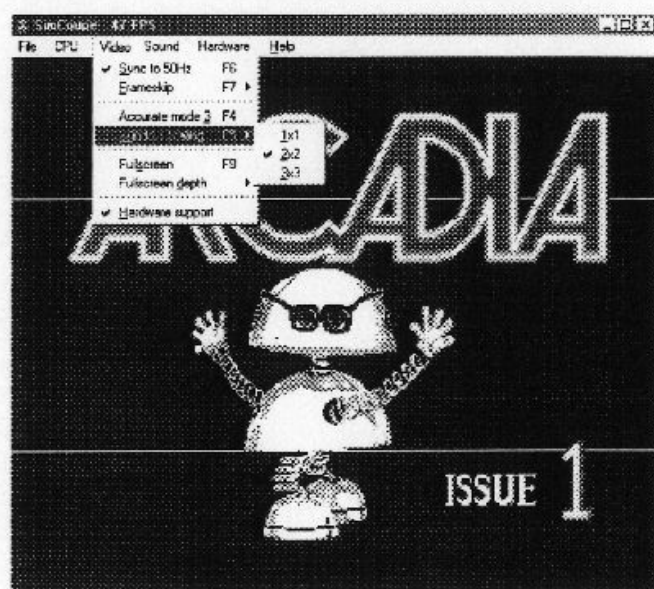 SimCoupe - 47 FPS
File CPU Video Sound Hardware Help
✓ Sync to 50Hz F6
Frameskip F7
Accurate mode 3 F4
1x1
✓ 2x2
3x3
Fullscreen F9
Fullscreen depth
✓ Hardware support
ARCADIA
ISSUE 1